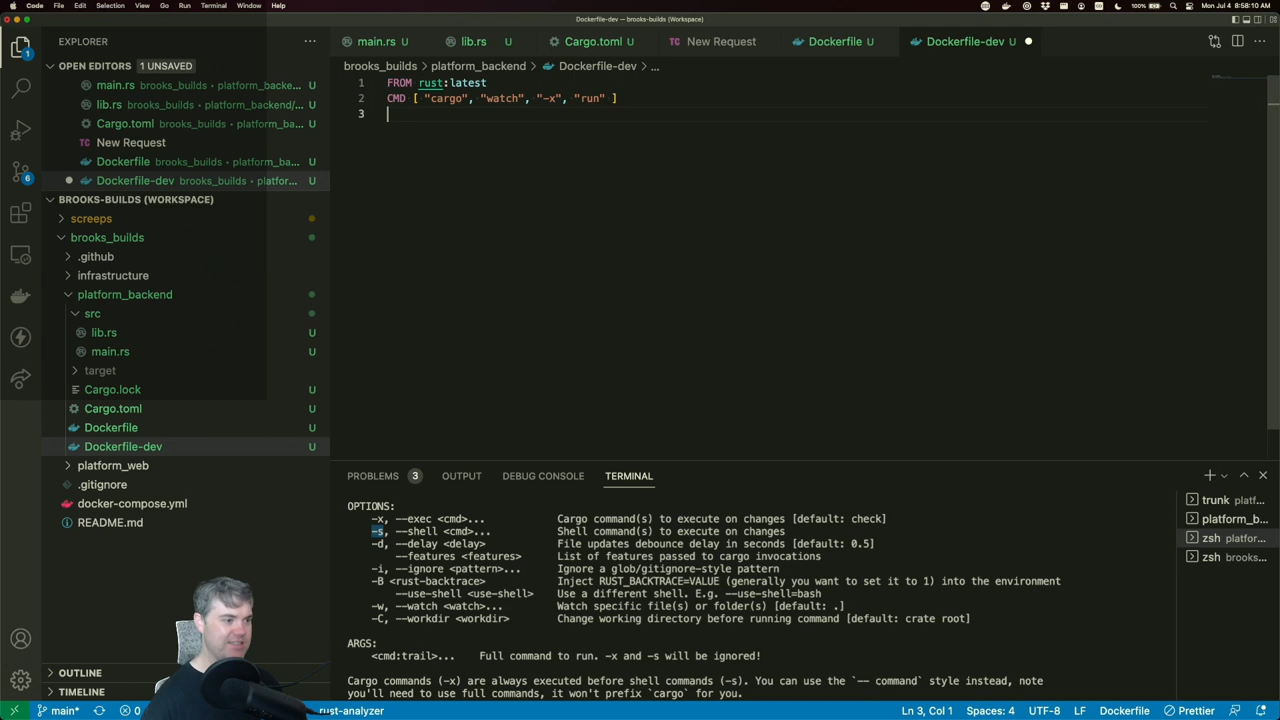 Code File Edit Selection View Go Run Terminal Window Help 100% Mon Jul 4 8:58:10 AM
Dockerfile-dev — brooks-builds (Workspace)
EXPLORER
main.rs U lib.rs U Cargo.toml U New Request Dockerfile U Dockerfile-dev U
1
OPEN EDITORS 1 UNSAVED
brooks_builds > platform_backend > Dockerfile-dev > ...
main.rs brooks_builds • platform_backe... U
lib.rs brooks_builds • platform_backend/... U
Cargo.toml brooks_builds • platform_ba... U
TC New Request
Dockerfile brooks_builds • platform_ba... U
Dockerfile-dev brooks_builds • platfor... U
6
1 FROM rust:latest
2 CMD [ "cargo", "watch", "-x", "run" ]
3
BROOKS-BUILDS (WORKSPACE)
screeps
brooks_builds
.github
infrastructure
platform_backend
src
lib.rs U
main.rs U
target
Cargo.lock U
Cargo.toml U
Dockerfile U
Dockerfile-dev U
platform_web
.gitignore
docker-compose.yml U
README.md U
OUTLINE
TIMELINE
PROBLEMS 3 OUTPUT DEBUG CONSOLE TERMINAL
OPTIONS:
-x, --exec <cmd>... Cargo command(s) to execute on changes [default: check]
-s, --shell <cmd>... Shell command(s) to execute on changes
-d, --delay <delay> File updates debounce delay in seconds [default: 0.5]
--features <features> List of features passed to cargo invocations
-i, --ignore <pattern>... Ignore a glob/gitignore-style pattern
-B <rust-backtrace> Inject RUST_BACKTRACE=VALUE (generally you want to set it to 1) into the environment
--use-shell <use-shell> Use a different shell. E.g. --use-shell=bash
-w, --watch <watch>... Watch specific file(s) or folder(s) [default: .]
-C, --workdir <workdir> Change working directory before running command [default: crate root]
ARGS:
<cmd:trail>... Full command to run. -x and -s will be ignored!
Cargo commands (-x) are always executed before shell commands (-s). You can use the `-- command` style instead, note
you'll need to use full commands, it won't prefix `cargo` for you.
trunk platf...
platform_b...
zsh platfor...
zsh brooks...
main* 0 rust-analyzer Ln 3, Col 1 Spaces: 4 UTF-8 LF Dockerfile Prettier